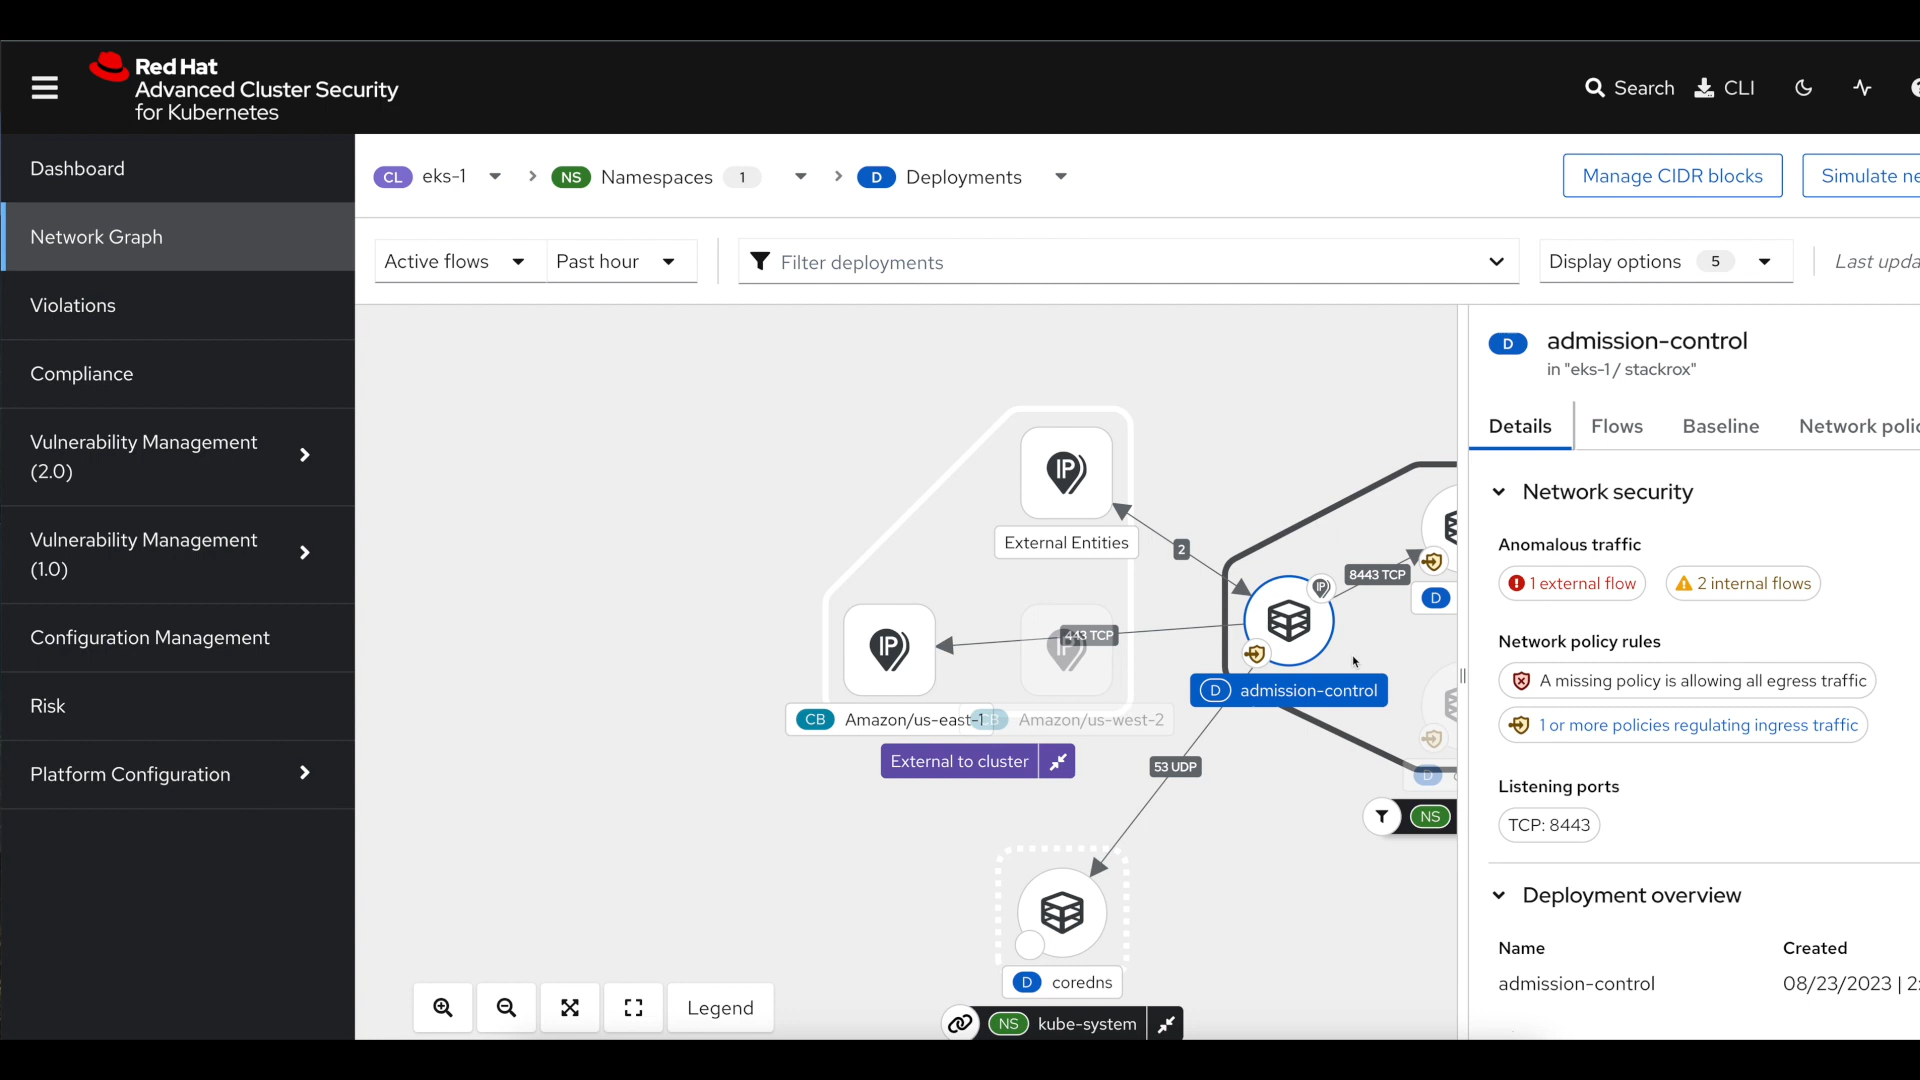 Red Hat
Advanced Cluster Security
for Kubernetes
Search
CLI
Dashboard
Network Graph
Violations
Compliance
Vulnerability Management
(2.0)
Vulnerability Management
(1.0)
Configuration Management
Risk
Platform Configuration
CL eks-1
NS Namespaces 1
D Deployments
Manage CIDR blocks
Simulate ne
Active flows
Past hour
Filter deployments
Display options 5
Last upda
IP
External Entities
2
8443 TCP
D
IP
443 TCP
IP
IP
D admission-control
CB Amazon/us-east-1
CB Amazon/us-west-2
External to cluster
53 UDP
D
NS
D coredns
NS kube-system
Legend
D admission-control
in "eks-1 / stackrox"
Details
Flows
Baseline
Network polic
Network security
Anomalous traffic
1 external flow
2 internal flows
Network policy rules
A missing policy is allowing all egress traffic
1 or more policies regulating ingress traffic
Listening ports
TCP: 8443
Deployment overview
Name
Created
admission-control
08/23/2023 | 2: